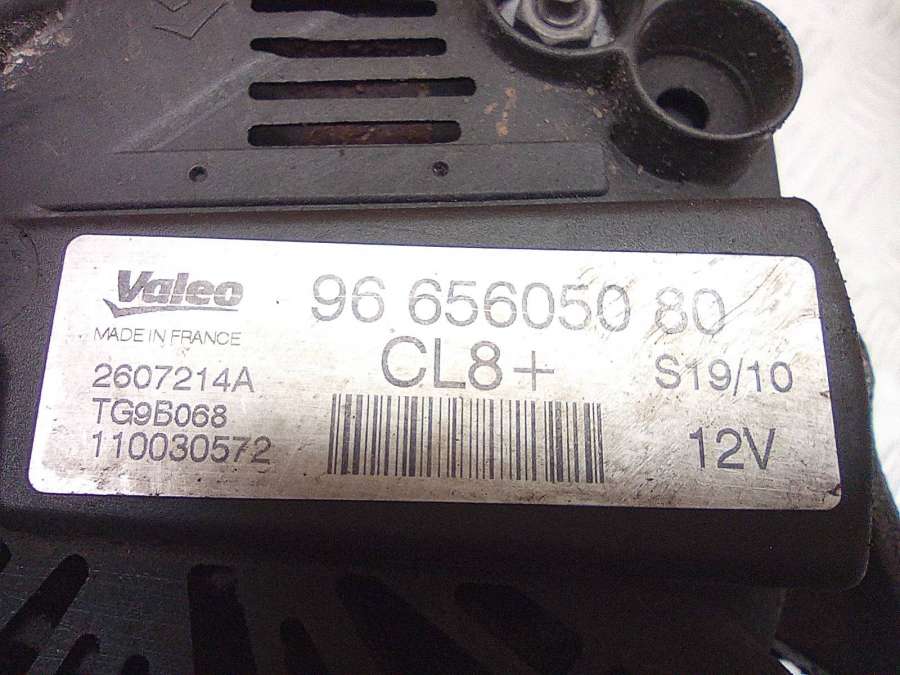 Valeo
MADE IN FRANCE
2607214A
TG9B068
110030572
96 656050 80
CL8+
S19/10
12V